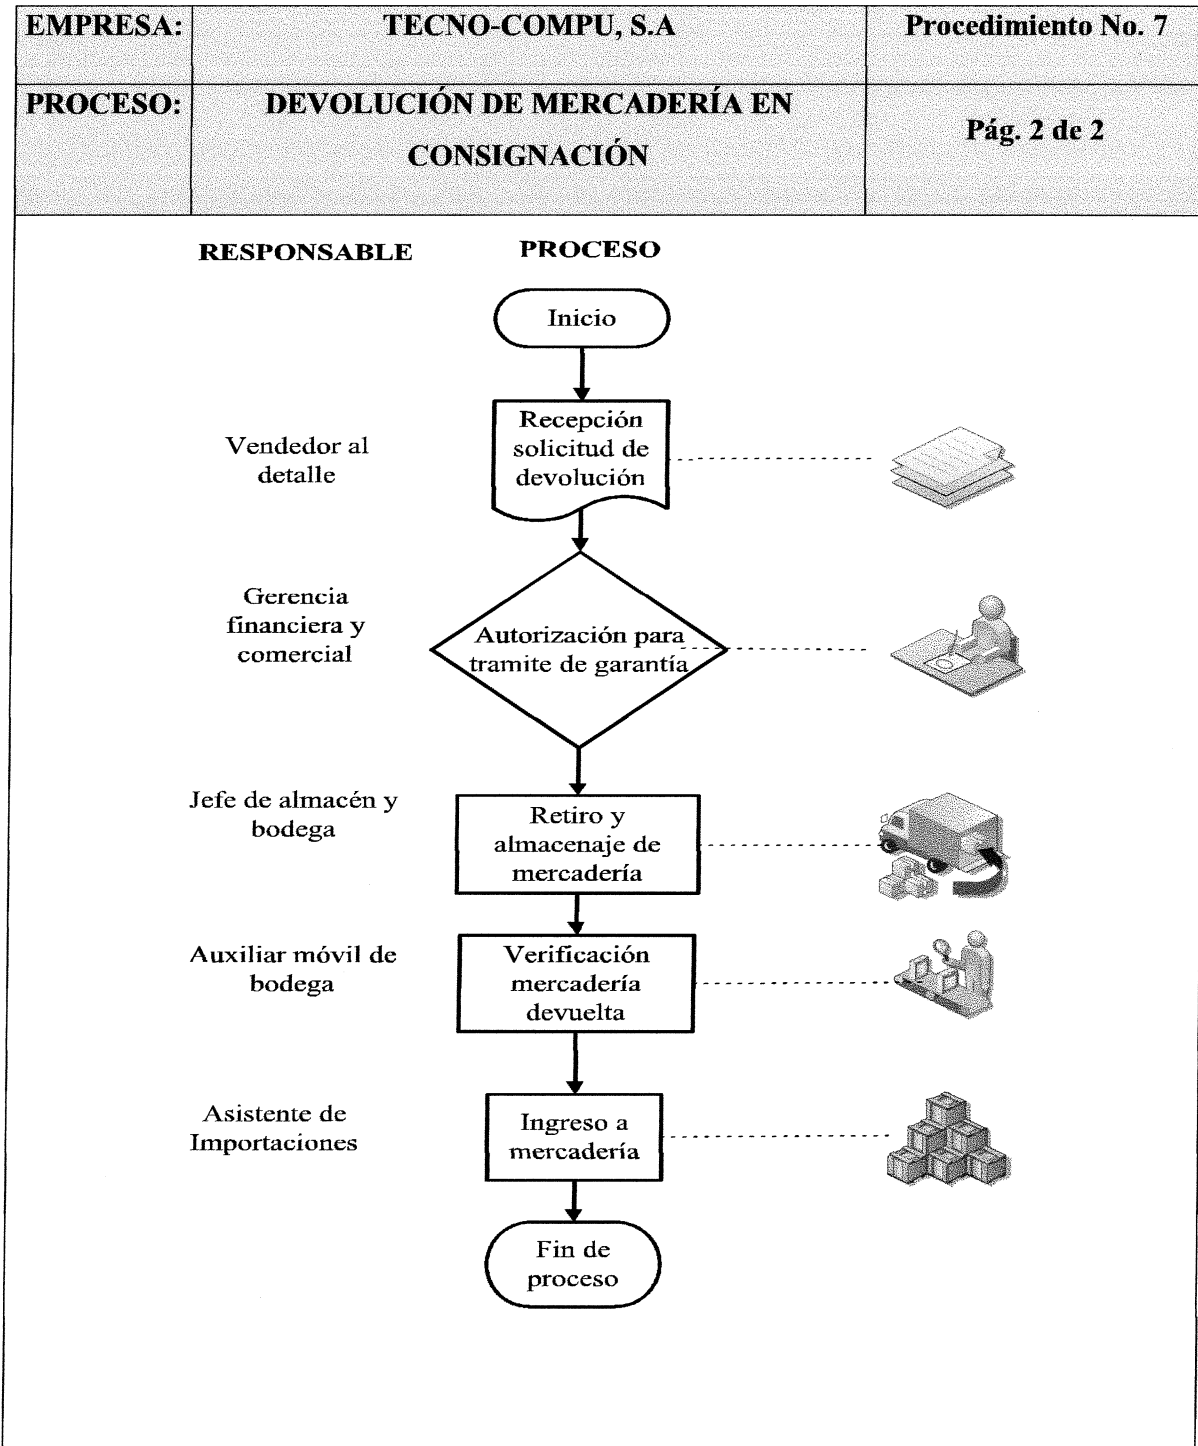 EMPRESA:
TECNO-COMPU, S.A
Procedimiento No. 7
PROCESO:
DEVOLUCIÓN DE MERCADERÍA EN
CONSIGNACIÓN
Pág. 2 de 2
RESPONSABLE
PROCESO
Inicio
Vendedor al
detalle
Recepción
solicitud de
devolución
Gerencia
financiera y
comercial
Autorización para
tramite de garantía
Jefe de almacén y
bodega
Retiro y
almacenaje de
mercadería
Auxiliar móvil de
bodega
Verificación
mercadería
devuelta
Asistente de
Importaciones
Ingreso a
mercadería
Fin de
proceso